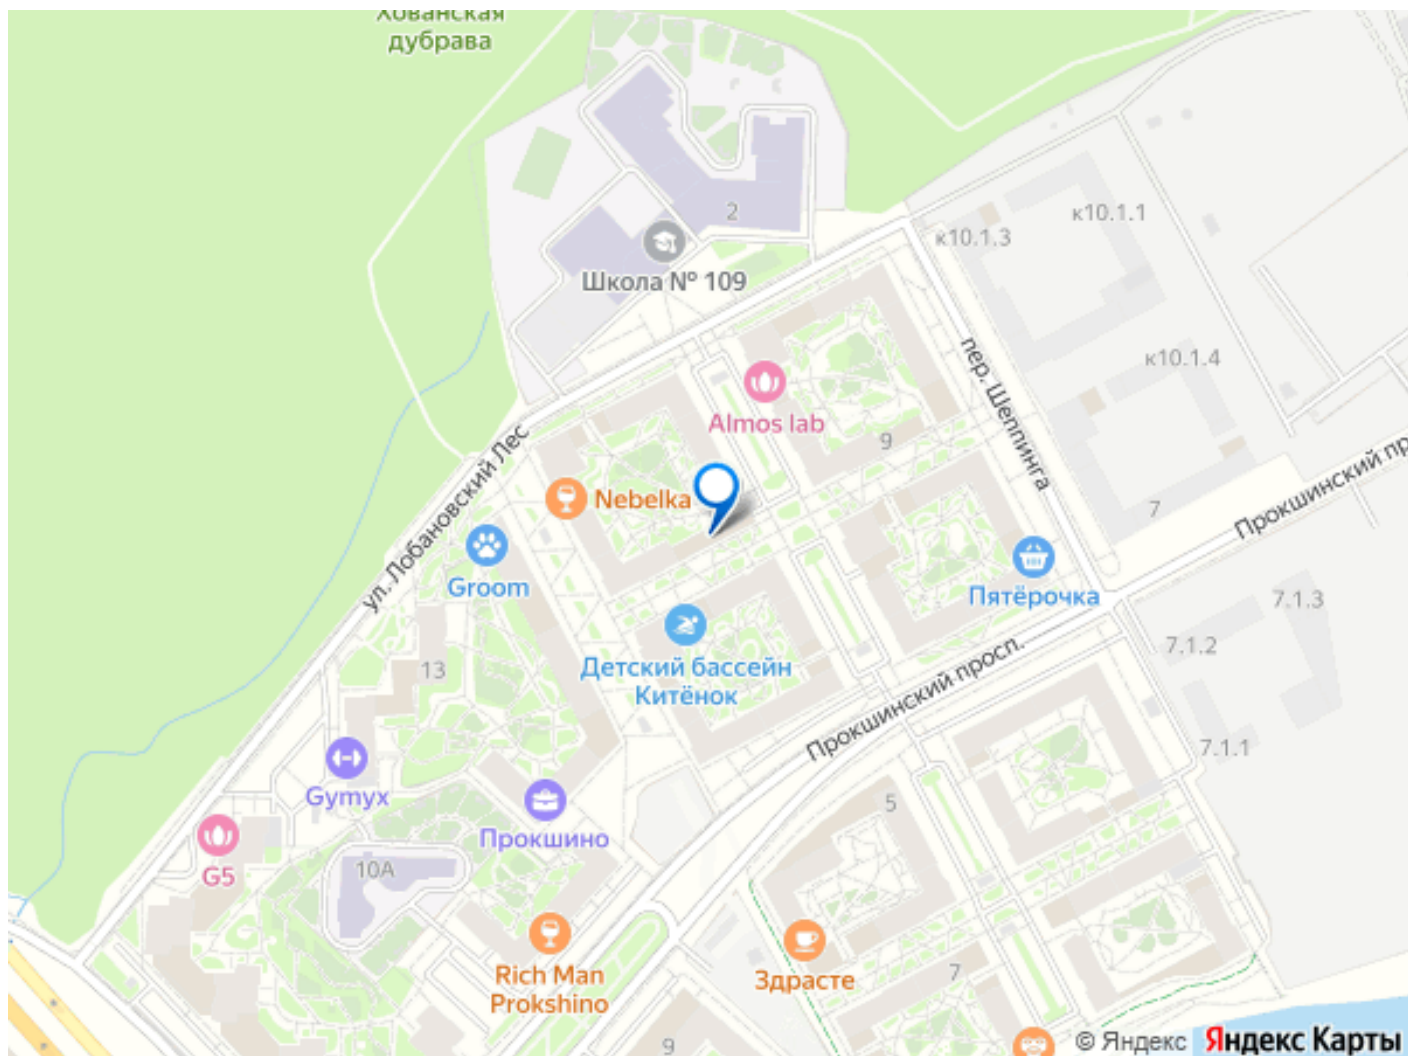 Хованская
дубрава
2
к10.1.1
к10.1.3
Школа № 109
пер. Шеппинга
к10.1.4
Almos lab
9
Прокшинский пр
ул. Лобановский Лес
Nebelka
7
Groom
Пятёрочка
7.1.3
7.1.2
Детский бассейн
Китёнок
13
Прокшинский просп.
7.1.1
Gymyx
5
Прокшино
10А
G5
Rich Man
Prokshino
Здрасте
7
9
© Яндекс Яндекс Карты